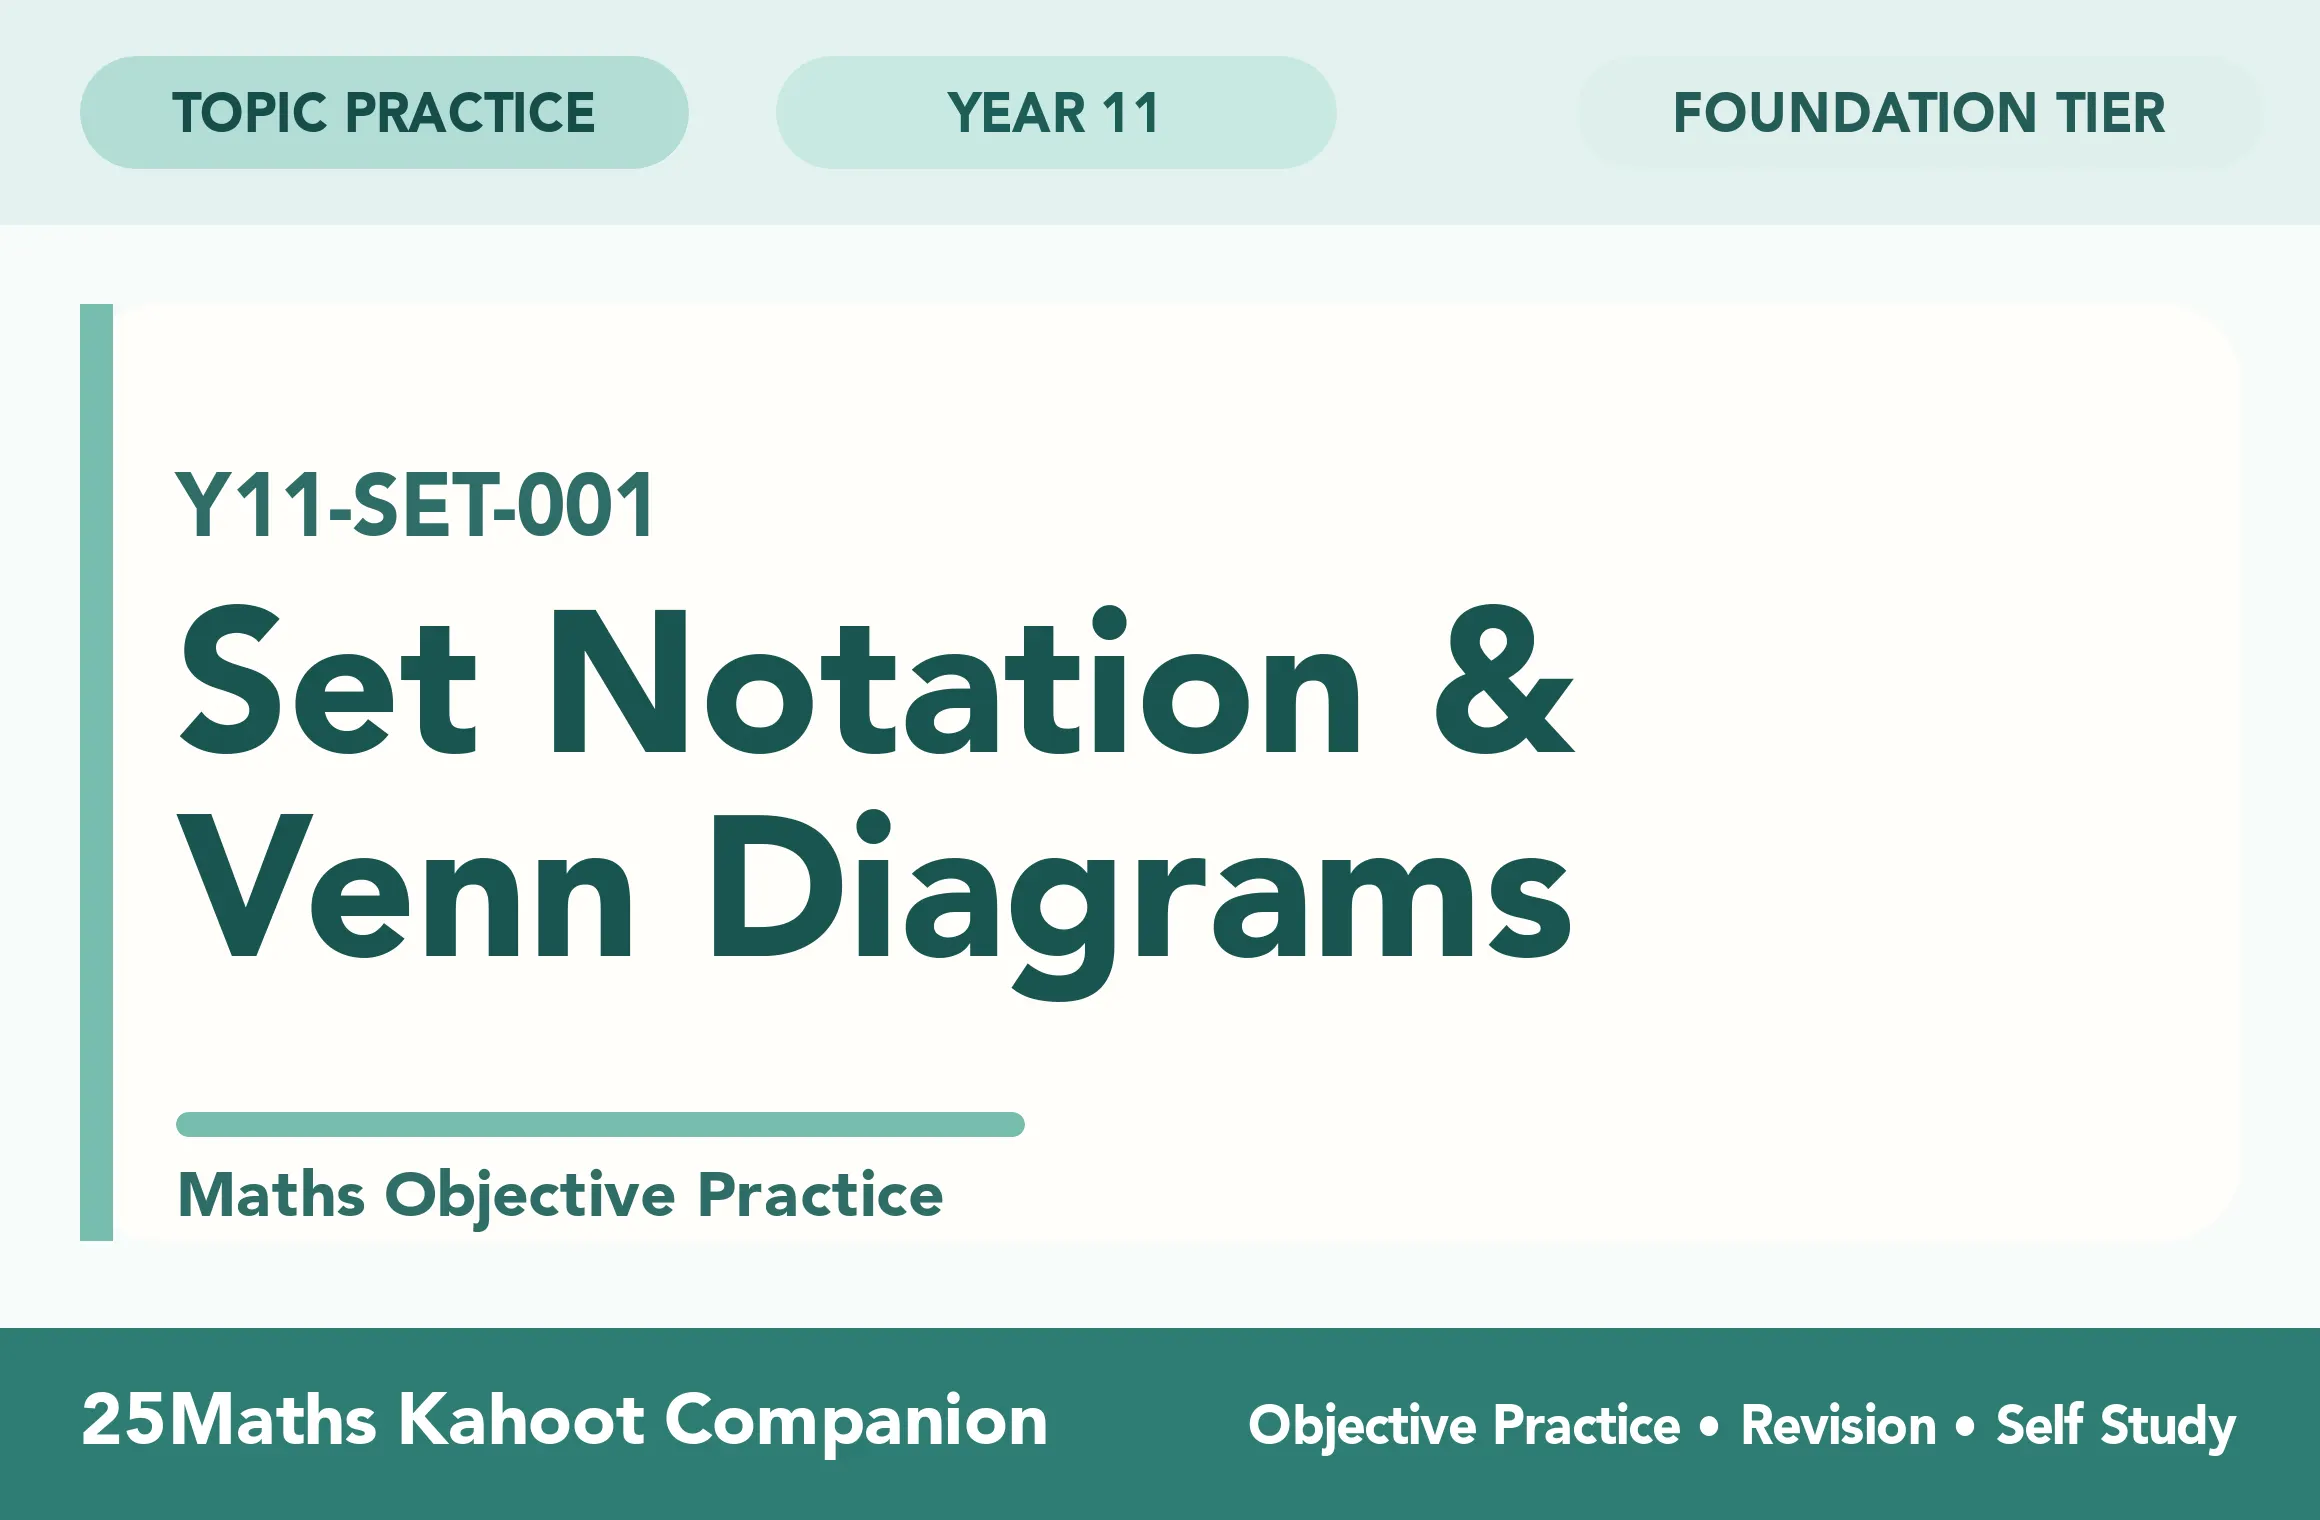 TOPIC PRACTICE
YEAR 11
FOUNDATION TIER
Y11-SET-001
Set Notation &
Venn Diagrams
Maths Objective Practice
25Maths Kahoot Companion
Objective Practice • Revision • Self Study